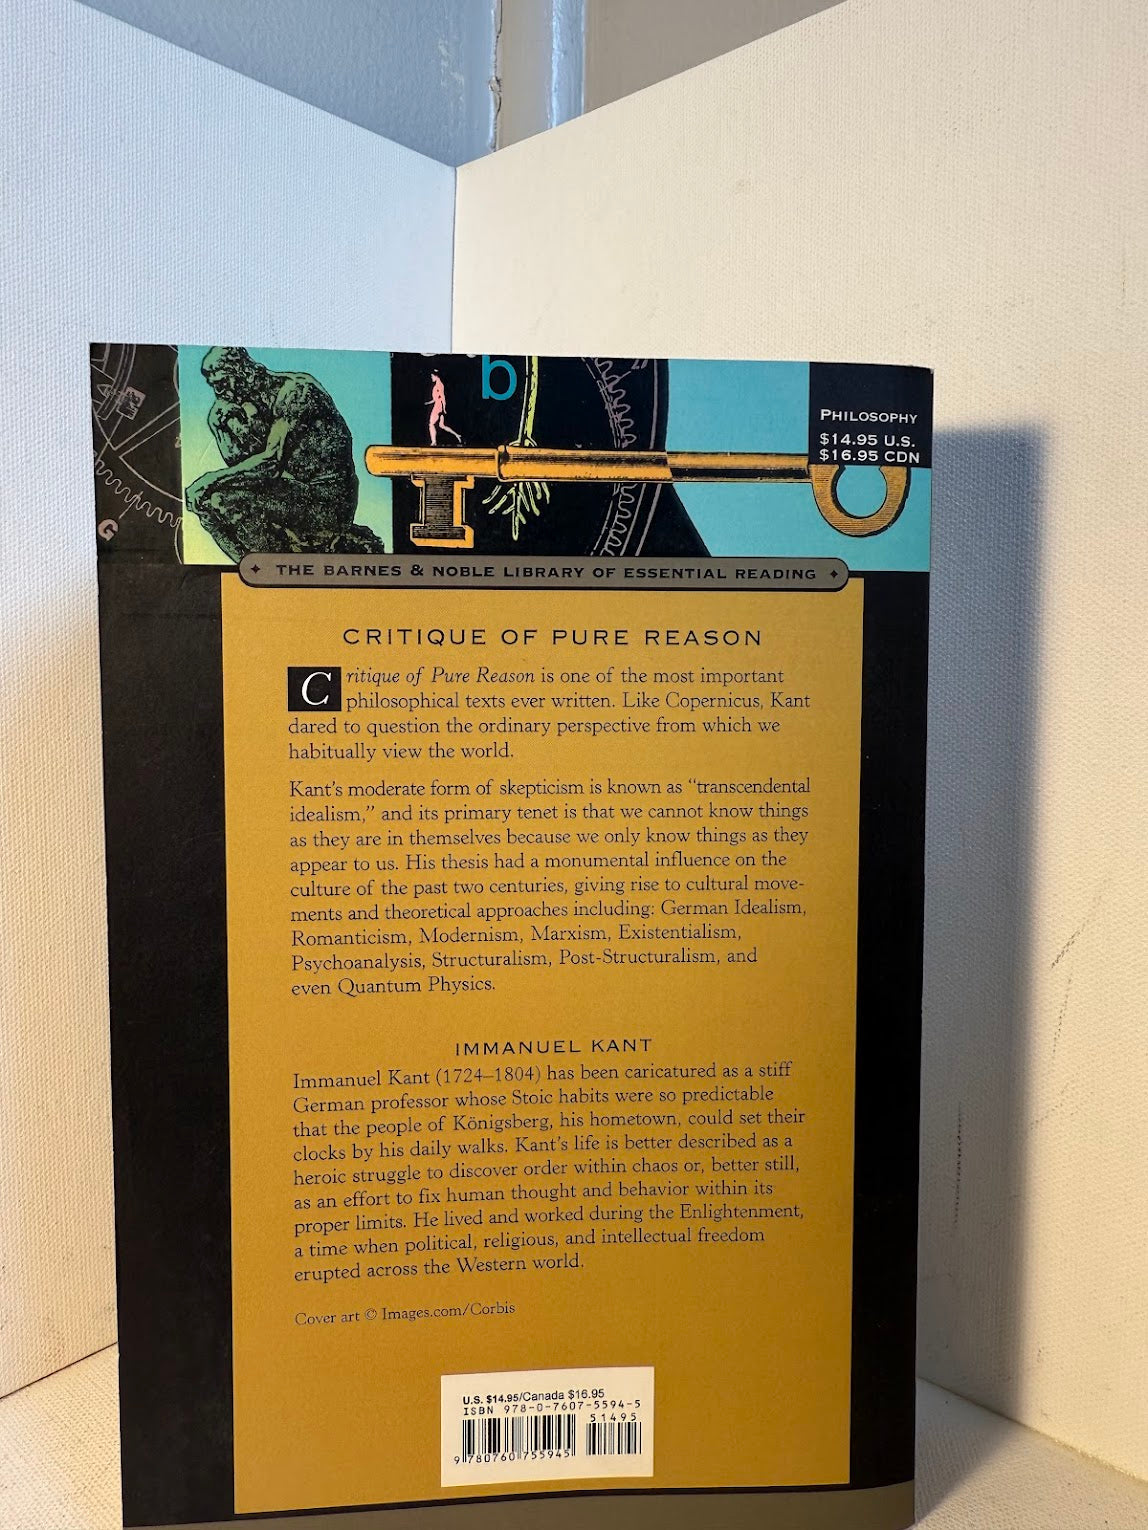 b
G
PHILOSOPHY
$14.95 U.S.
$16.95 CDN
THE BARNES & NOBLE LIBRARY OF ESSENTIAL READING
CRITIQUE OF PURE REASON
Critique of Pure Reason is one of the most important
philosophical texts ever written. Like Copernicus, Kant
dared to question the ordinary perspective from which we
habitually view the world.
Kant's moderate form of skepticism is known as "transcendental
idealism," and its primary tenet is that we cannot know things
as they are in themselves because we only know things as they
appear to us. His thesis had a monumental influence on the
culture of the past two centuries, giving rise to cultural move-
ments and theoretical approaches including: German Idealism,
Romanticism, Modernism, Marxism, Existentialism,
Psychoanalysis, Structuralism, Post-Structuralism, and
even Quantum Physics.
IMMANUEL KANT
Immanuel Kant (1724–1804) has been caricatured as a stiff
German professor whose Stoic habits were so predictable
that the people of Königsberg, his hometown, could set their
clocks by his daily walks. Kant's life is better described as a
heroic struggle to discover order within chaos or, better still,
as an effort to fix human thought and behavior within its
proper limits. He lived and worked during the Enlightenment,
a time when political, religious, and intellectual freedom
erupted across the Western world.
Cover art © Images.com/Corbis
U.S. $14.95/Canada $16.95
ISBN 978-0-7607-5594-5
51495
9 780760 755945